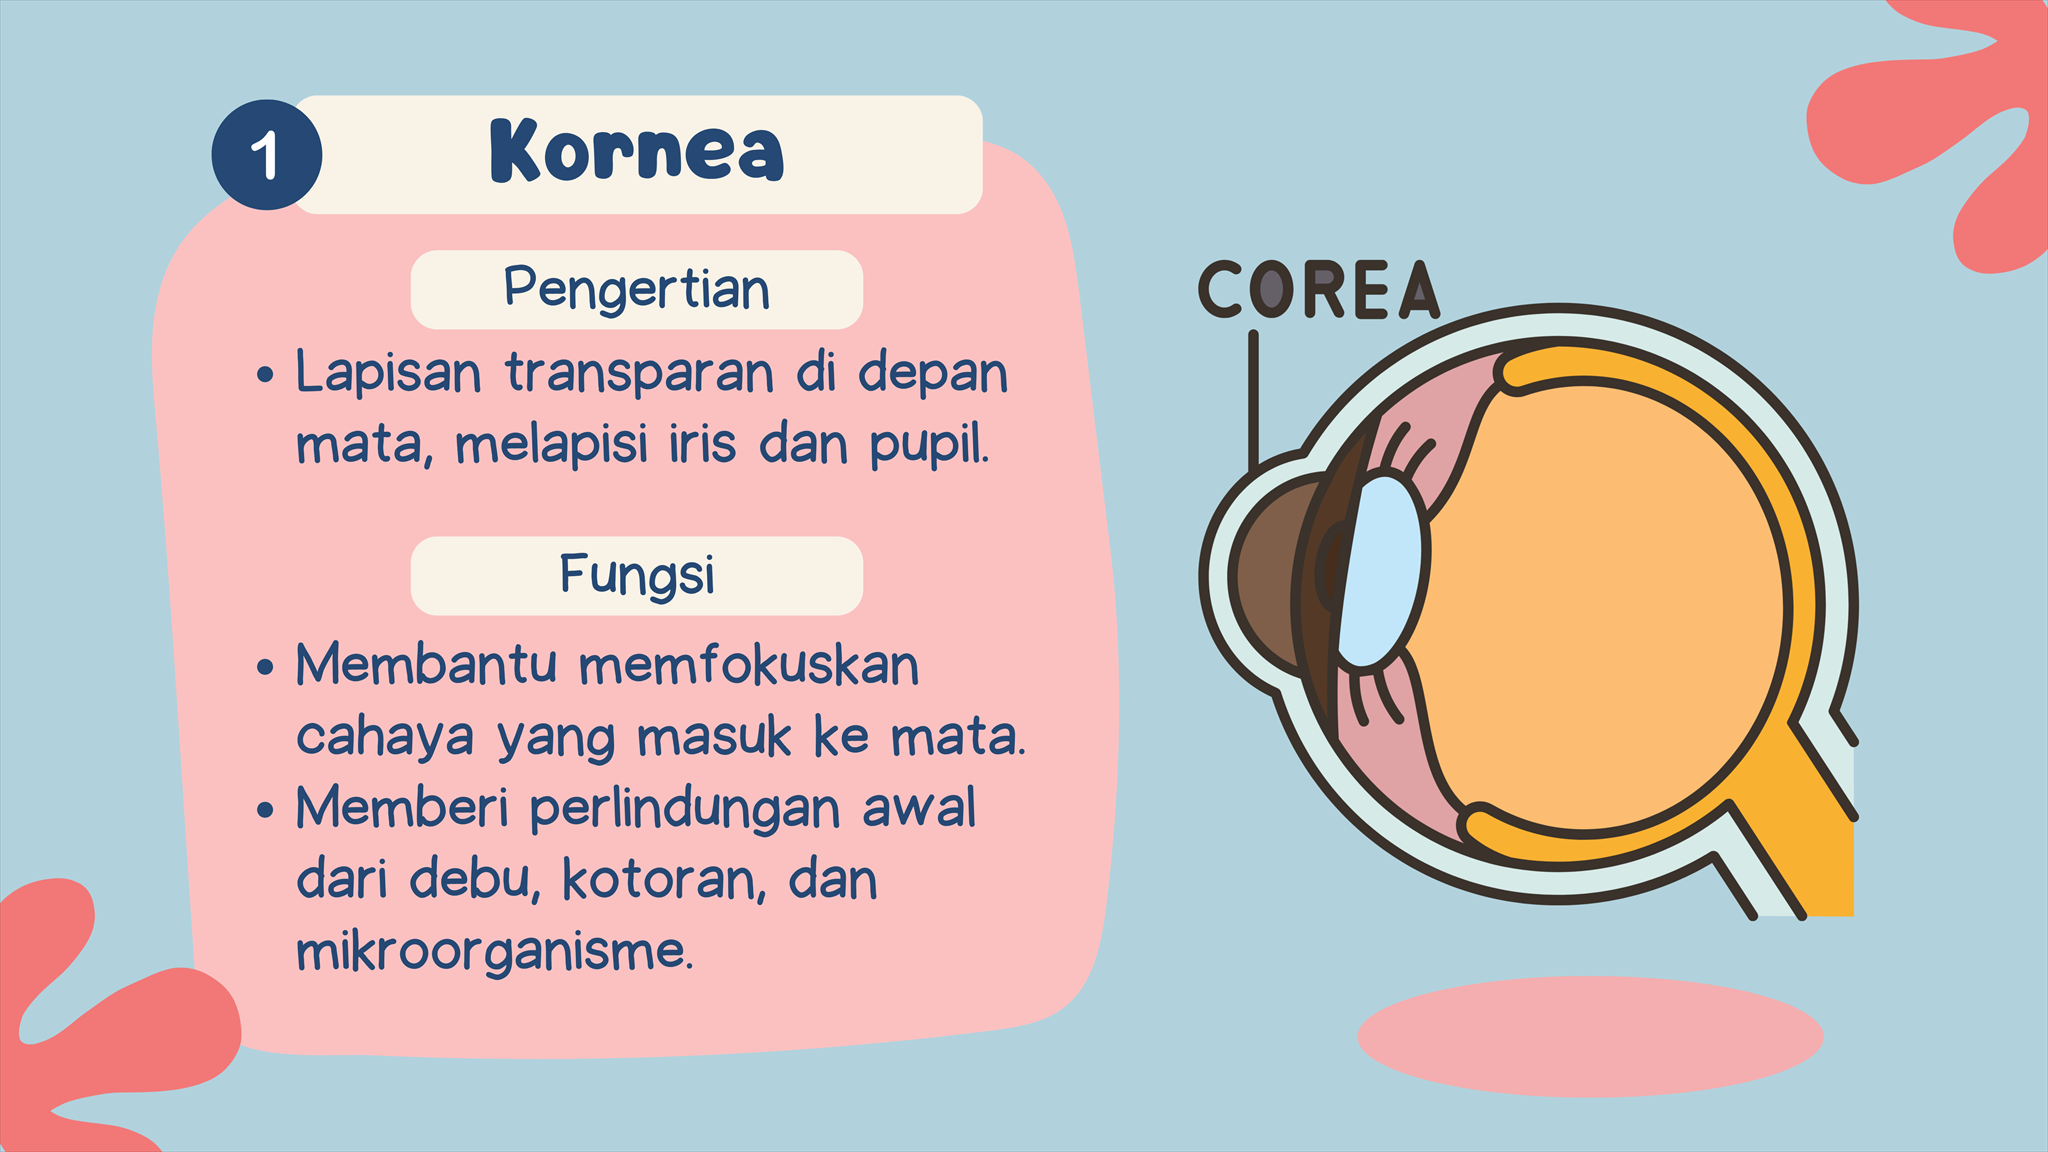 1
Kornea
Pengertian
• Lapisan transparan di depan
mata, melapisi iris dan pupil.
Fungsi
• Membantu memfokuskan
cahaya yang masuk ke mata.
• Memberi perlindungan awal
dari debu, kotoran, dan
mikroorganisme.
COREA